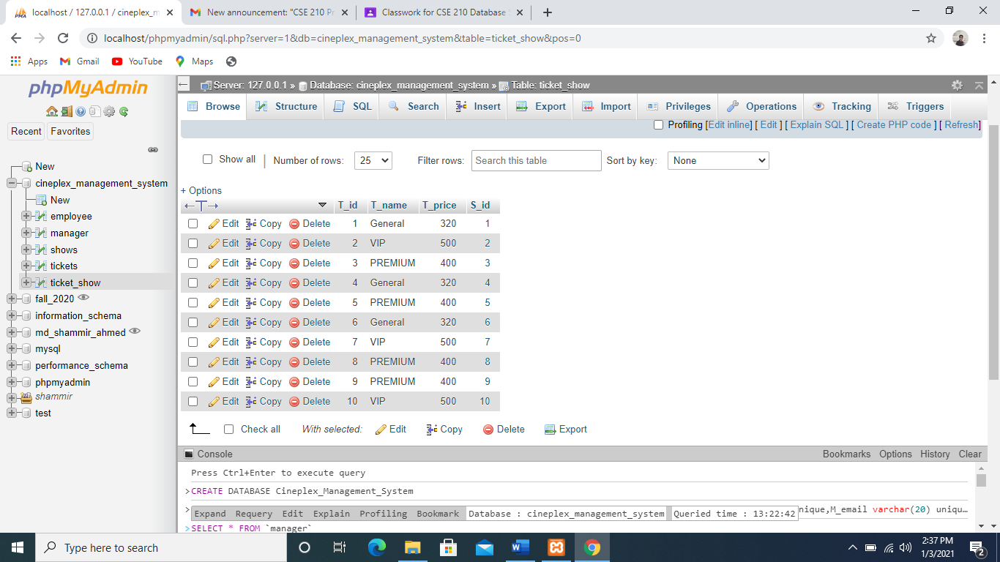 localhost / 127.0.0.1 / cineplex_m
New announcement: "CSE 210 Pr
Classwork for CSE 210 Database
localhost/phpmyadmin/sql.php?server=1&db=cineplex_management_system&table=ticket_show&pos=0
Apps Gmail YouTube Maps
phpMyAdmin
Recent Favorites
New
cineplex_management_system
New
employee
manager
shows
tickets
ticket_show
fall_2020
information_schema
md_shammir_ahmed
mysql
performance_schema
phpmyadmin
shammir
test
Server: 127.0.0.1 » Database: cineplex_management_system » Table: ticket_show
Browse Structure SQL Search Insert Export Import Privileges Operations Tracking Triggers
Profiling [Edit inline] [ Edit ] [ Explain SQL ] [ Create PHP code ] [ Refresh]
Show all Number of rows: 25 Filter rows: Search this table Sort by key: None
+ Options
T_id T_name T_price S_id
Edit Copy Delete 1 General 320 1
Edit Copy Delete 2 VIP 500 2
Edit Copy Delete 3 PREMIUM 400 3
Edit Copy Delete 4 General 320 4
Edit Copy Delete 5 PREMIUM 400 5
Edit Copy Delete 6 General 320 6
Edit Copy Delete 7 VIP 500 7
Edit Copy Delete 8 PREMIUM 400 8
Edit Copy Delete 9 PREMIUM 400 9
Edit Copy Delete 10 VIP 500 10
Check all With selected: Edit Copy Delete Export
Console Bookmarks Options History Clear
Press Ctrl+Enter to execute query
>CREATE DATABASE Cineplex_Management_System
> Expand Requery Edit Explain Profiling Bookmark Database : cineplex_management_system Queried time : 13:22:42 nique,M_email varchar(20) uniqu…
>SELECT * FROM `manager`
Type here to search
2:37 PM
1/3/2021
2